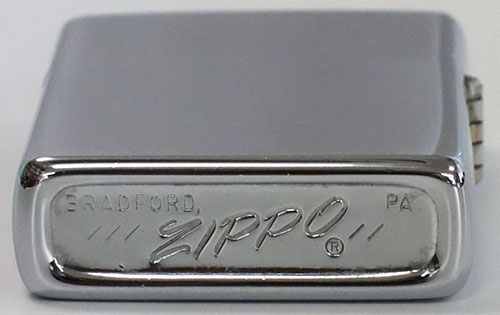 BRADFORD, PA
/ / / ZIPPO ® / /